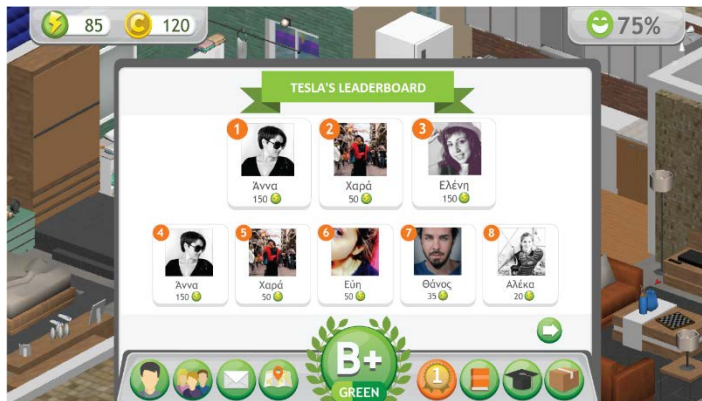 85
120
75%
TESLA'S LEADERBOARD
1
2
3
Άννα
Χαρά
Ελένη
150
50
150
4
5
6
7
8
Άννα
Χαρά
Εύη
Θάνος
Αλέκα
150
50
50
35
20
B+
GREEN
1